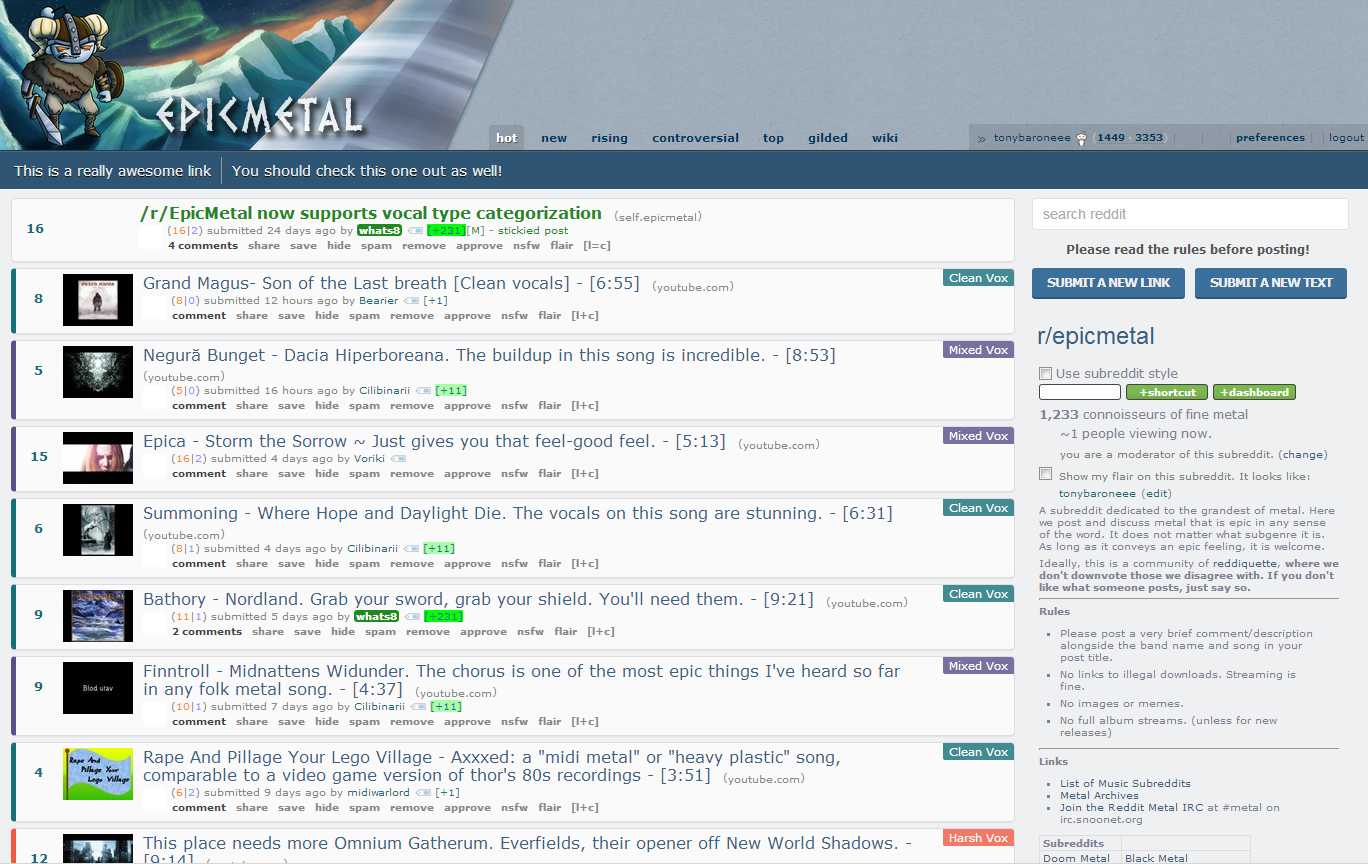 EPICMETAL
hot new rising controversial top gilded wiki
» tonybaroneee (1449 · 3353) | | preferences | | logout
This is a really awesome link | You should check this one out as well!
16
/r/EpicMetal now supports vocal type categorization (self.epicmetal)
(16|2) submitted 24 days ago by whats8 [+231][M] - stickied post
4 comments share save hide spam remove approve nsfw flair [l=c]
8
Grand Magus- Son of the Last breath [Clean vocals] - [6:55] (youtube.com)
Clean Vox
(8|0) submitted 12 hours ago by Bearier [+1]
comment share save hide spam remove approve nsfw flair [l+c]
5
Negură Bunget - Dacia Hiperboreana. The buildup in this song is incredible. - [8:53]
Mixed Vox
(youtube.com)
(5|0) submitted 16 hours ago by Cilibinarii [+11]
comment share save hide spam remove approve nsfw flair [l+c]
15
Epica - Storm the Sorrow ~ Just gives you that feel-good feel. - [5:13] (youtube.com)
Mixed Vox
(16|2) submitted 4 days ago by Voriki
comment share save hide spam remove approve nsfw flair [l+c]
6
Summoning - Where Hope and Daylight Die. The vocals on this song are stunning. - [6:31]
Clean Vox
(youtube.com)
(8|1) submitted 4 days ago by Cilibinarii [+11]
comment share save hide spam remove approve nsfw flair [l+c]
9
Bathory - Nordland. Grab your sword, grab your shield. You'll need them. - [9:21] (youtube.com)
Clean Vox
(11|1) submitted 5 days ago by whats8 [+231]
2 comments share save hide spam remove approve nsfw flair [l+c]
9
Blod utav
Finntroll - Midnattens Widunder. The chorus is one of the most epic things I've heard so far
in any folk metal song. - [4:37] (youtube.com)
Mixed Vox
(10|1) submitted 7 days ago by Cilibinarii [+11]
comment share save hide spam remove approve nsfw flair [l+c]
4
Rape And
Pillage Your
Lego Village
Rape And Pillage Your Lego Village - Axxxed: a "midi metal" or "heavy plastic" song,
comparable to a video game version of thor's 80s recordings - [3:51] (youtube.com)
Clean Vox
(6|2) submitted 9 days ago by midiwarlord [+1]
comment share save hide spam remove approve nsfw flair [l+c]
12
This place needs more Omnium Gatherum. Everfields, their opener off New World Shadows. -
[9:14] (youtube.com)
Harsh Vox
search reddit
Please read the rules before posting!
SUBMIT A NEW LINK SUBMIT A NEW TEXT
r/epicmetal
Use subreddit style
+shortcut +dashboard
1,233 connoisseurs of fine metal
~1 people viewing now.
you are a moderator of this subreddit. (change)
Show my flair on this subreddit. It looks like:
tonybaroneee (edit)
A subreddit dedicated to the grandest of metal. Here
we post and discuss metal that is epic in any sense
of the word. It does not matter what subgenre it is.
As long as it conveys an epic feeling, it is welcome.
Ideally, this is a community of reddiquette, where we
don't downvote those we disagree with. If you don't
like what someone posts, just say so.
Rules
Please post a very brief comment/description
alongside the band name and song in your
post title.
No links to illegal downloads. Streaming is
fine.
No images or memes.
No full album streams. (unless for new
releases)
Links
List of Music Subreddits
Metal Archives
Join the Reddit Metal IRC at #metal on
irc.snoonet.org
Subreddits
Doom Metal Black Metal